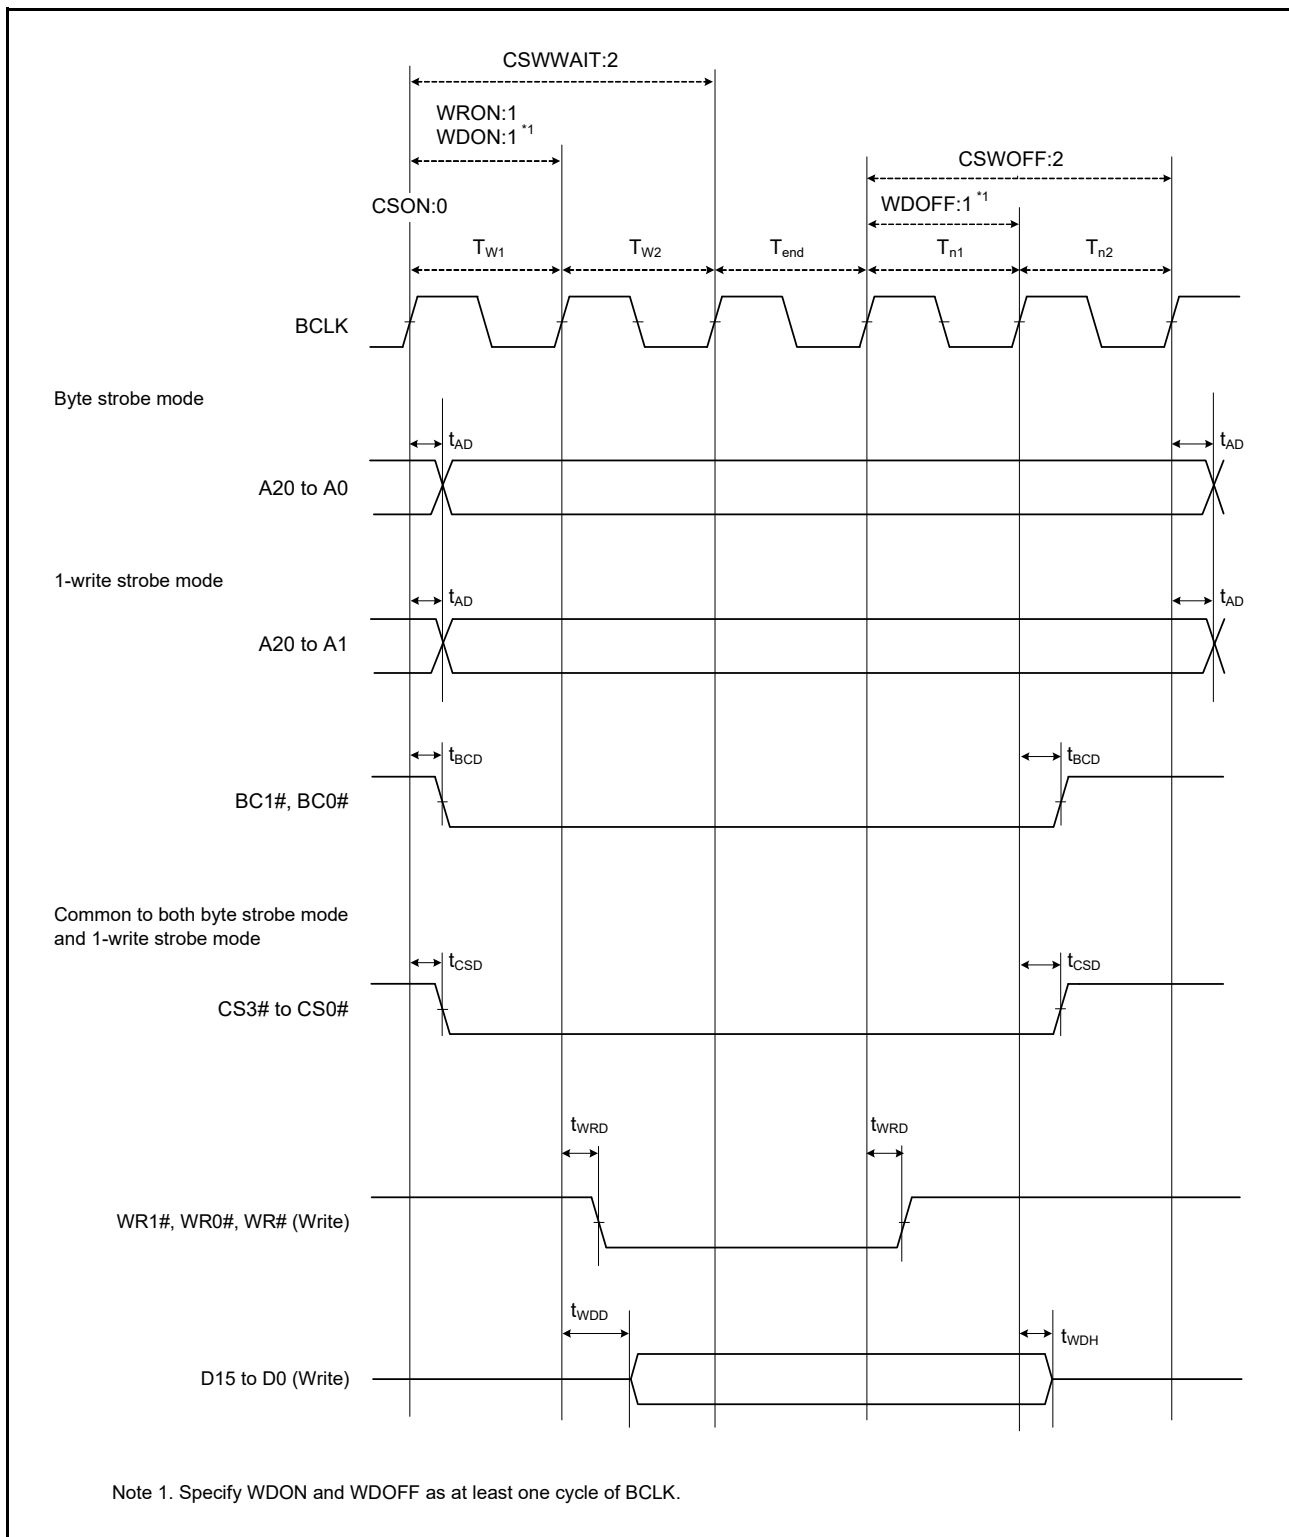 CSWWAIT:2
WRON:1
WDON:1 *1
CSWOFF:2
WDOFF:1 *1
CSON:0
TW1 TW2 Tend Tn1 Tn2
BCLK
Byte strobe mode
tAD tAD
A20 to A0
1-write strobe mode
tAD tAD
A20 to A1
tBCD tBCD
BC1#, BC0#
Common to both byte strobe mode
and 1-write strobe mode
tCSD tCSD
CS3# to CS0#
tWRD tWRD
WR1#, WR0#, WR# (Write)
tWDD tWDH
D15 to D0 (Write)
Note 1. Specify WDON and WDOFF as at least one cycle of BCLK.